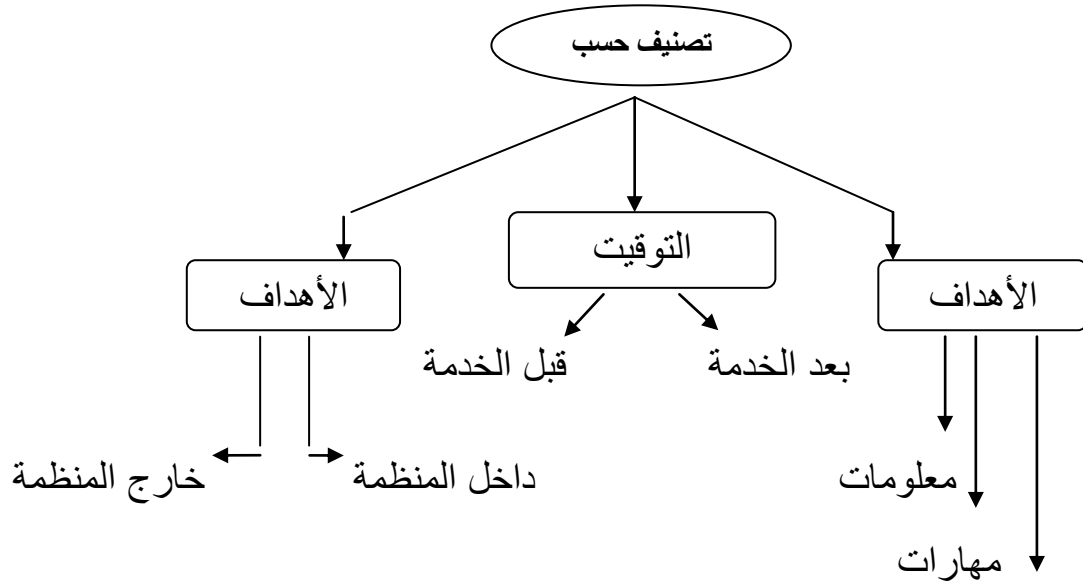 تصنيف حسب
الأهداف
التوقيت
الأهداف
بعد الخدمة
قبل الخدمة
معلومات
مهارات
داخل المنظمة
خارج المنظمة